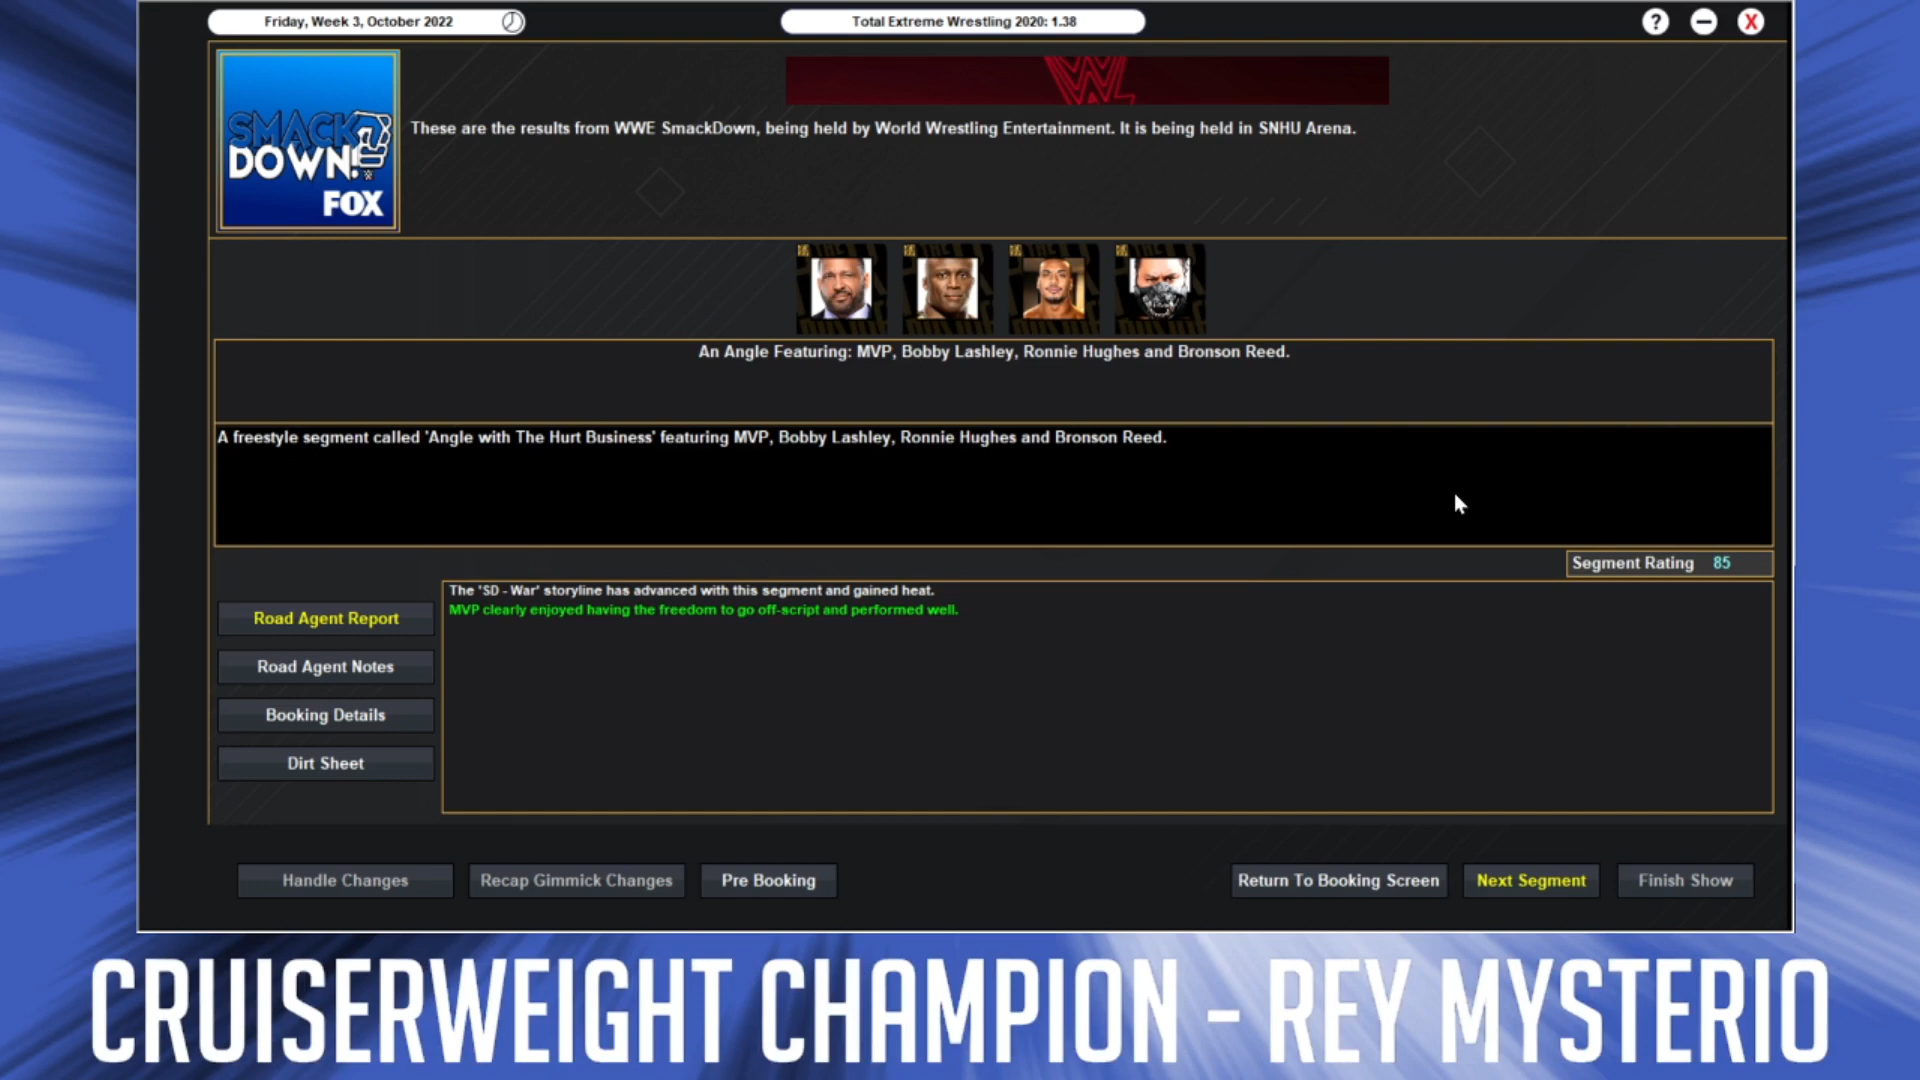 Friday, Week 3, October 2022
Total Extreme Wrestling 2020: 1.38
?
X
SMACK
DOWN!
FOX
These are the results from WWE SmackDown, being held by World Wrestling Entertainment. It is being held in SNHU Arena.
An Angle Featuring: MVP, Bobby Lashley, Ronnie Hughes and Bronson Reed.
A freestyle segment called 'Angle with The Hurt Business' featuring MVP, Bobby Lashley, Ronnie Hughes and Bronson Reed.
Segment Rating 85
The 'SD - War' storyline has advanced with this segment and gained heat.
MVP clearly enjoyed having the freedom to go off-script and performed well.
Road Agent Report
Road Agent Notes
Booking Details
Dirt Sheet
Handle Changes
Recap Gimmick Changes
Pre Booking
Return To Booking Screen
Next Segment
Finish Show
CRUISERWEIGHT CHAMPION - REY MYSTERIO